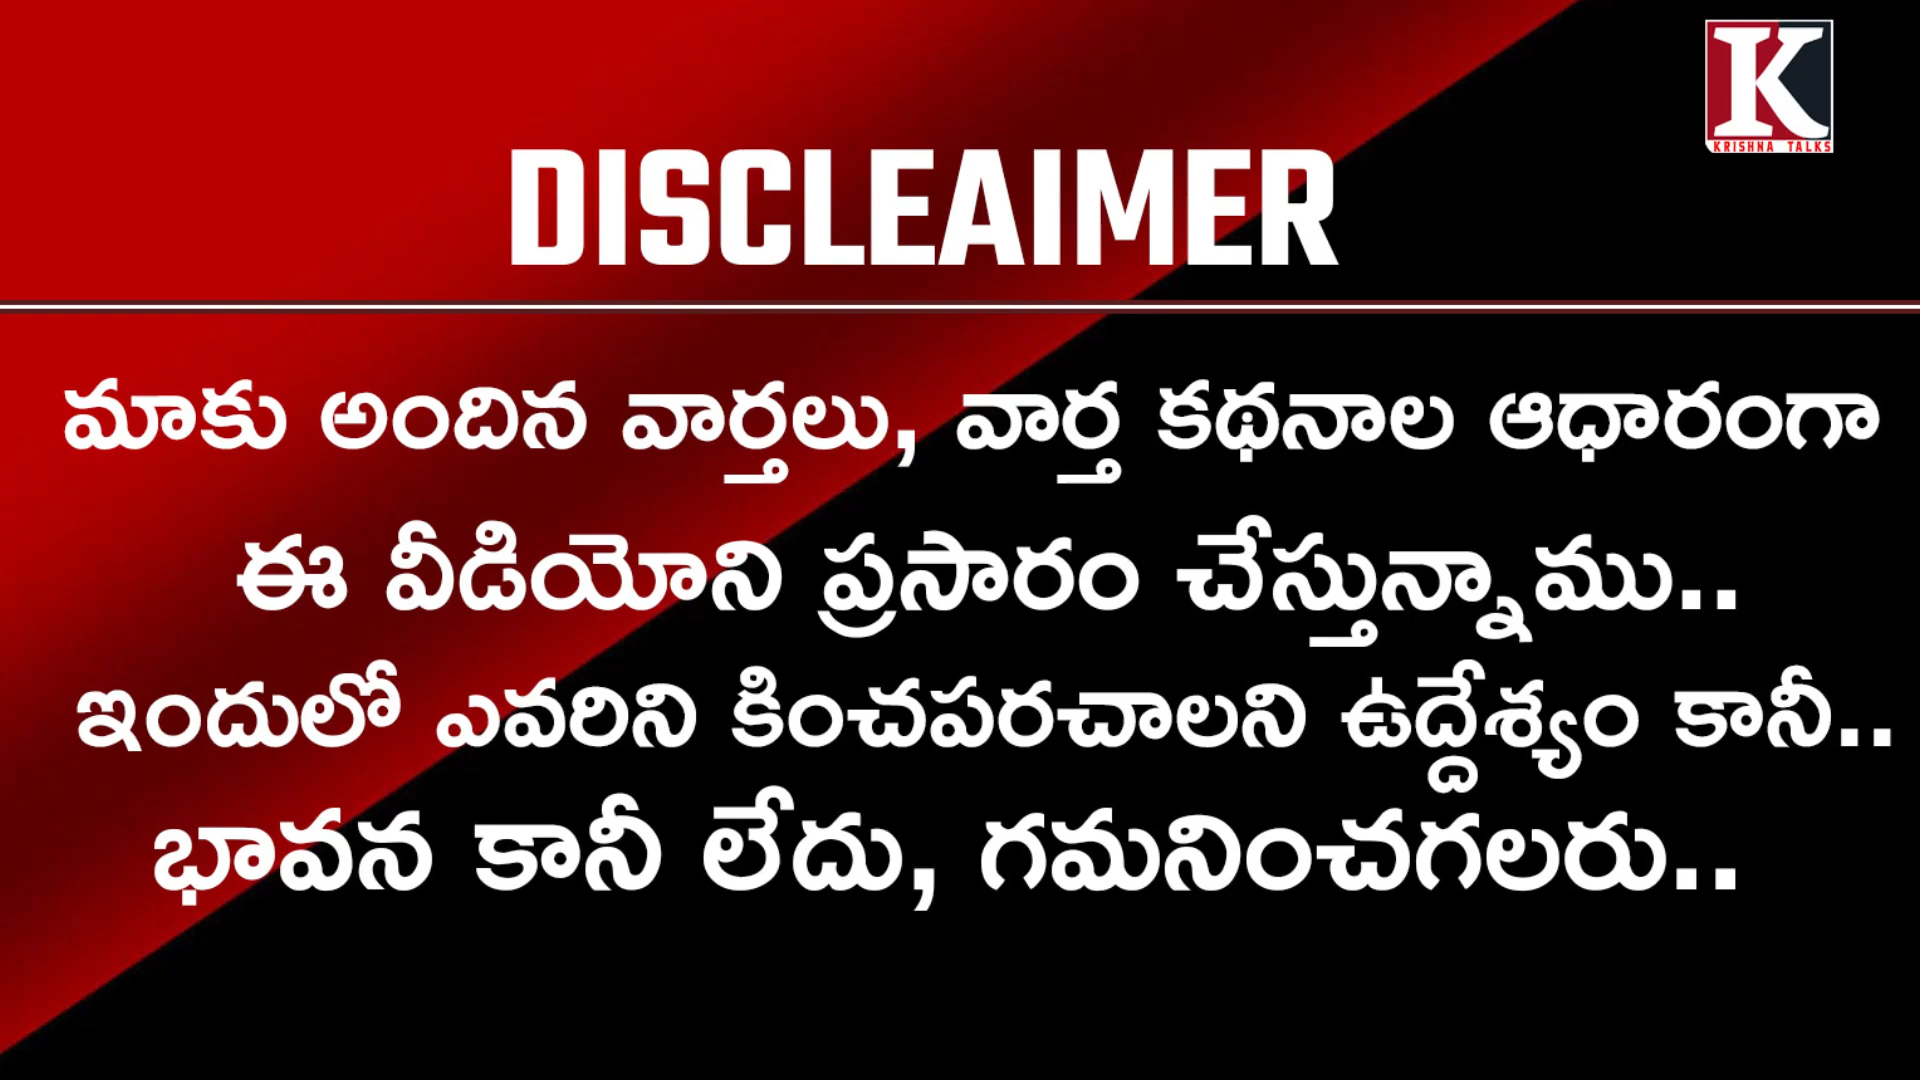 K
KRISHNA TALKS
DISCLEAIMER
మాకు అందిన వార్తలు, వార్త కథనాల ఆధారంగా
ఈ వీడియోని ప్రసారం చేస్తున్నాము..
ఇందులో ఎవరిని కించపరచాలని ఉద్దేశ్యం కానీ..
భావన కానీ లేదు, గమనించగలరు..